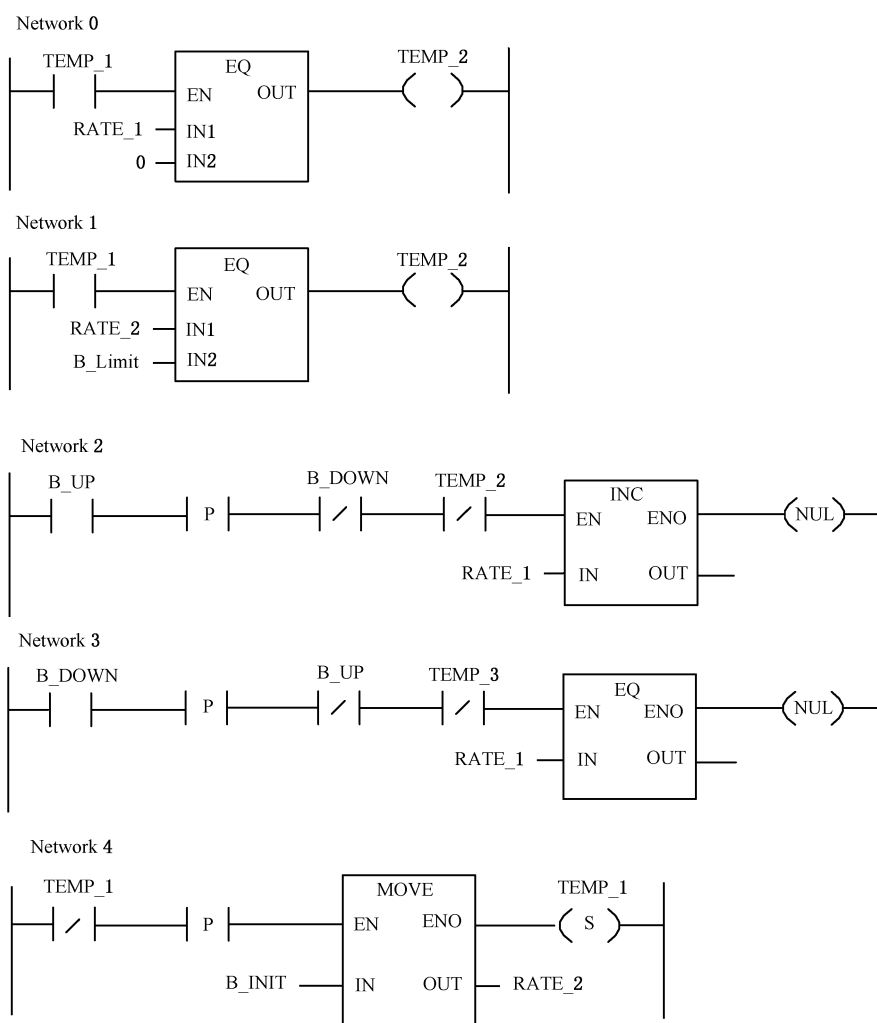 Network 0
TEMP_1
EQ
TEMP_2
EN
OUT
RATE_1
IN1
0
IN2
Network 1
TEMP_1
EQ
TEMP_2
EN
OUT
RATE_2
IN1
B_Limit
IN2
Network 2
B_UP
B_DOWN
TEMP_2
INC
P
EN
ENO
NUL
RATE_1
IN
OUT
Network 3
B_DOWN
B_UP
TEMP_3
EQ
P
EN
ENO
NUL
RATE_1
IN
OUT
Network 4
TEMP_1
MOVE
TEMP_1
P
EN
ENO
S
B_INIT
IN
OUT
RATE_2